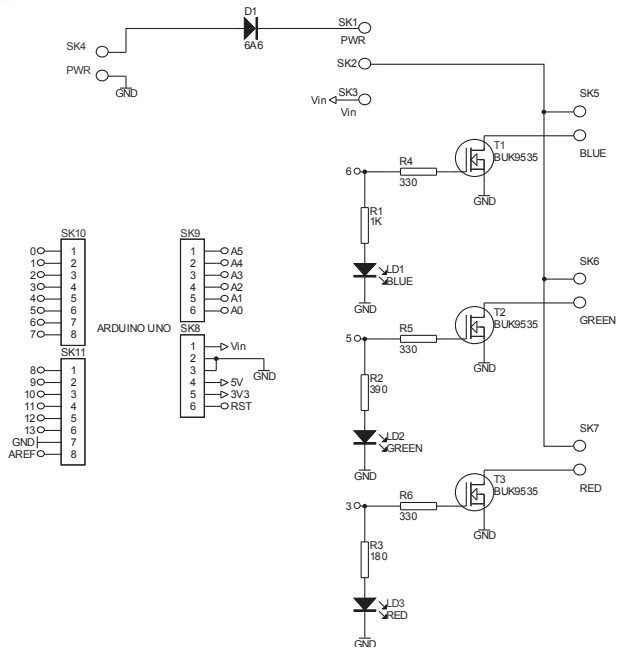 D1
6A6
SK1
PWR
SK4
PWR
GND
SK2
SK3
Vin
Vin
SK5
BLUE
T1
BUK9535
GND
R4
330
6
R1
1K
LD1
BLUE
GND
SK6
GREEN
T2
BUK9535
GND
R5
330
5
R2
390
LD2
GREEN
GND
SK7
RED
T3
BUK9535
GND
R6
330
3
R3
180
LD3
RED
GND
SK10
0 1
1 2
2 3
3 4
4 5
5 6
6 7
7 8
SK11
8 1
9 2
10 3
11 4
12 5
13 6
GND 7
AREF 8
ARDUINO UNO
SK9
1 A5
2 A4
3 A3
4 A2
5 A1
6 A0
SK8
1 Vin
2
3
GND
4 5V
5 3V3
6 RST